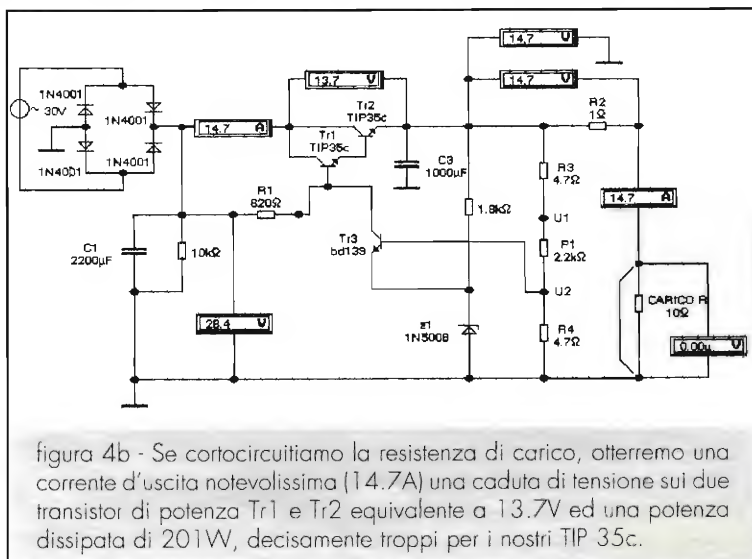 14.7 V
1N4001
13.7 V
14.7 V
Tr2
TIP35c
R2
1Ω
~ 30V
1N4001
14.7 A
Tr1
TIP35c
1N4001
1N4001
C3
1000µF
R3
4.7Ω
14.7 A
R1
820Ω
1.8kΩ
U1
Tr3
bd139
P1
2.2kΩ
C1
2200µF
10kΩ
U2
CARICO R
10Ω
28.4 V
z1
R4
4.7Ω
0.00µ V
figura 4b - Se cortocircuitiamo la resistenza di carico, otterremo una
corrente d'uscita notevolissima (14.7A) una caduta di tensione sui due
transistor di potenza Tr1 e Tr2 equivalente a 13.7V ed una potenza
dissipata di 201W, decisamente troppi per i nostri TIP 35c.